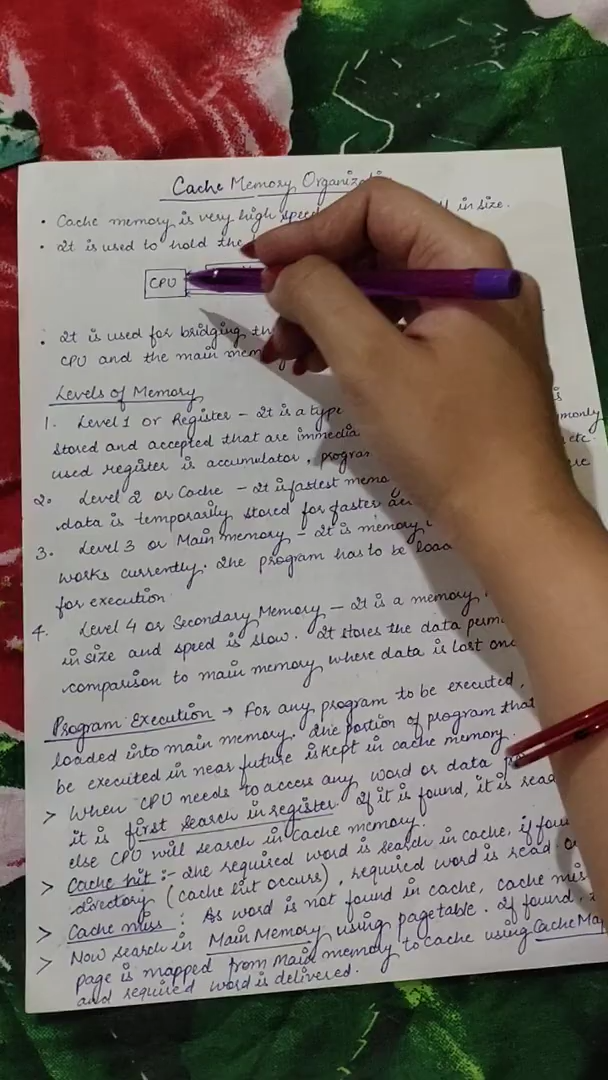 Cache Memory Organiz
• Cache memory is very high spee in size.
• It is used to hold the
CPU
• It is used for bridging th
CPU and the main mem
Levels of Memory
1. Level 1 or Register - It is a type is
stored and accepted that are immedia monly
used register is accumulator, progra etc.
2. Level 2 or Cache - It is fastest memo
data is temporarily stored for faster
3. Level 3 or Main memory - It is memory
works currently. The program has to be loa
for execution
4. Level 4 or Secondary Memory - It is a memory
in size and speed is slow. It stores the data perm
comparison to main memory where data is lost on
Program Execution → For any program to be executed,
loaded into main memory. The portion of program that
be executed in near future is kept in cache memory.
> When CPU needs to access any word or data
it is first search in register. If it is found, it is read
else CPU will search in Cache memory.
> Cache hit :- The required word is search in cache, if fou
directory (cache hit occurs), required word is read
> Cache miss : As word is not found in cache, cache mis
> Now search in Main Memory using pagetable. If found,
page is mapped from main memory to cache using Cache Map
and required word is delivered.